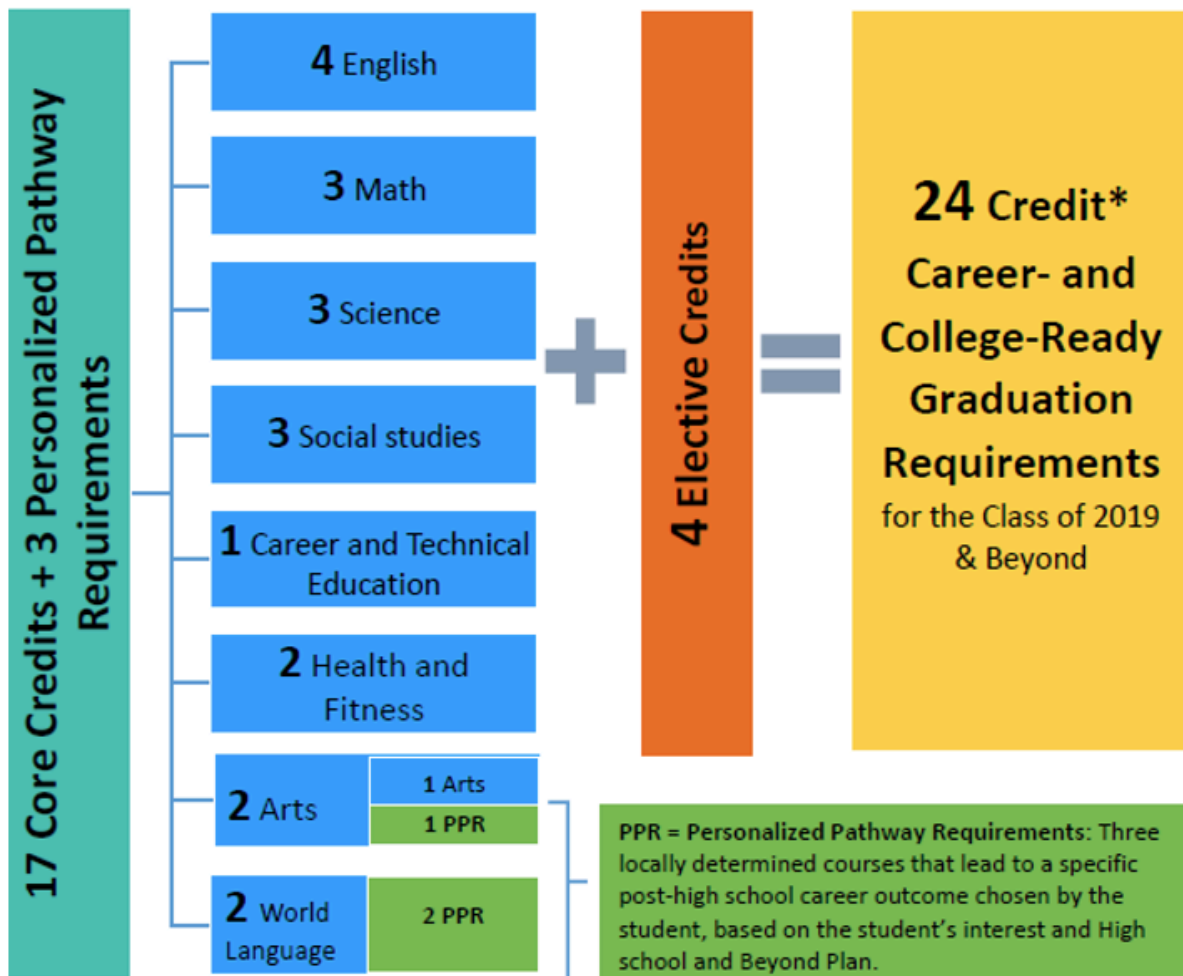 17 Core Credits + 3 Personalized Pathway
Requirements
4 English
3 Math
3 Science
3 Social studies
1 Career and Technical
Education
2 Health and
Fitness
2 Arts
1 Arts
1 PPR
2 World
Language
2 PPR
4 Elective Credits
24 Credit*
Career- and
College-Ready
Graduation
Requirements
for the Class of 2019
& Beyond
PPR = Personalized Pathway Requirements: Three
locally determined courses that lead to a specific
post-high school career outcome chosen by the
student, based on the student's interest and High
school and Beyond Plan.